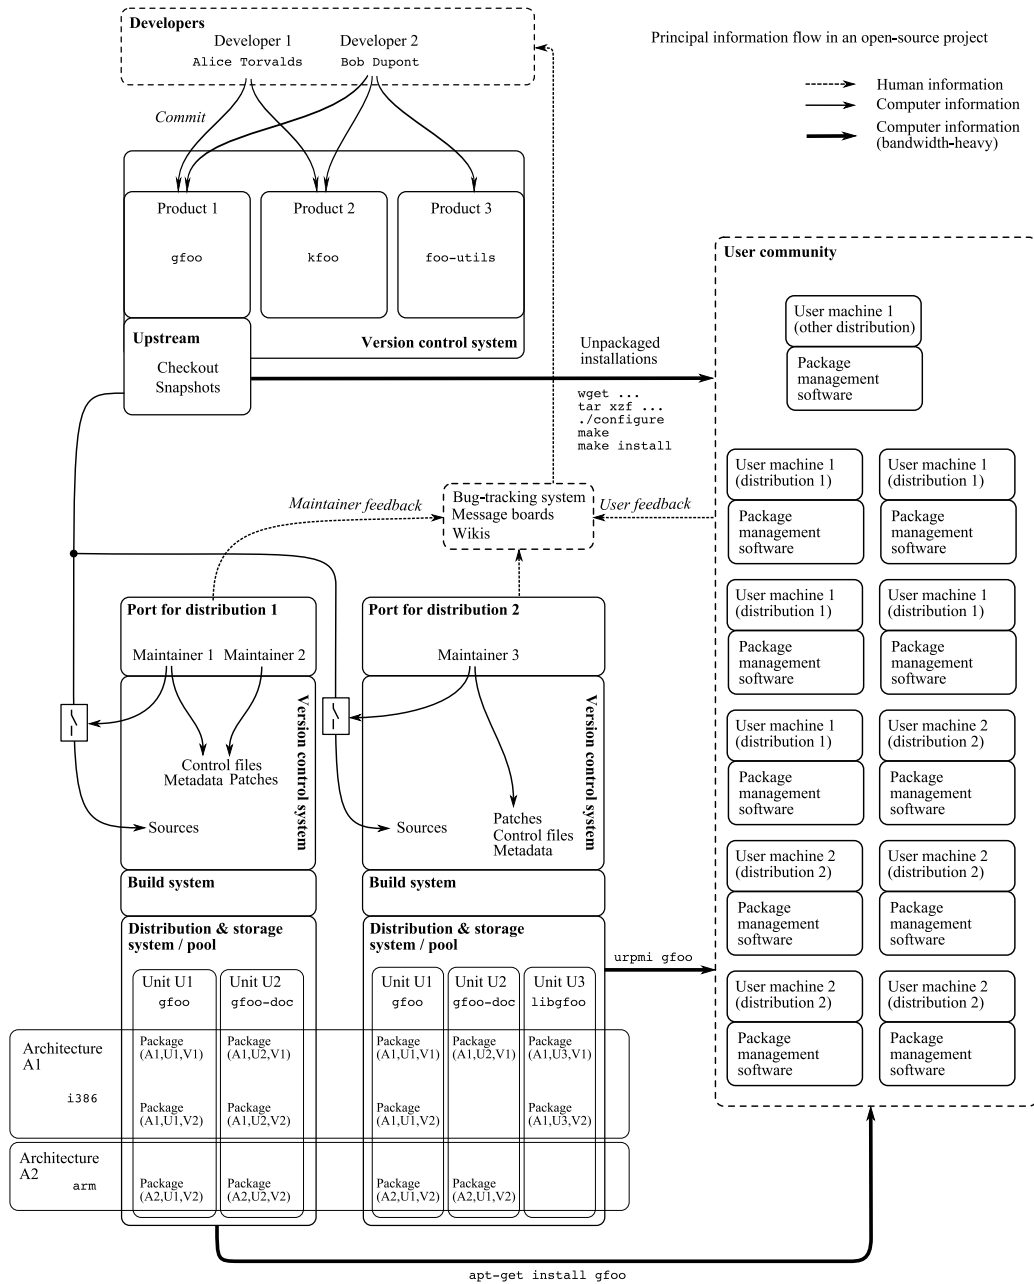 Principal information flow in an open-source project
Human information
Computer information
Computer information
(bandwidth-heavy)
Developers
Developer 1
Alice Torvalds
Developer 2
Bob Dupont
Commit
Product 1
gfoo
Product 2
kfoo
Product 3
foo-utils
Version control system
Upstream
Checkout
Snapshots
Unpackaged
installations
wget ...
tar xzf ...
./configure
make
make install
Maintainer feedback
Bug-tracking system
Message boards
Wikis
User feedback
Port for distribution 1
Maintainer 1
Maintainer 2
Version control system
Control files
Metadata Patches
Sources
Build system
Distribution & storage
system / pool
Unit U1
gfoo
Unit U2
gfoo-doc
Port for distribution 2
Maintainer 3
Version control system
Patches
Control files
Metadata
Sources
Build system
Distribution & storage
system / pool
Unit U1
gfoo
Unit U2
gfoo-doc
Unit U3
libgfoo
urpmi gfoo
Architecture
A1
i386
Package
(A1,U1,V1)
Package
(A1,U2,V1)
Package
(A1,U1,V1)
Package
(A1,U2,V1)
Package
(A1,U3,V1)
Package
(A1,U1,V2)
Package
(A1,U2,V2)
Package
(A1,U1,V2)
Package
(A1,U3,V2)
Architecture
A2
arm
Package
(A2,U1,V2)
Package
(A2,U2,V2)
Package
(A2,U1,V2)
Package
(A2,U1,V2)
apt-get install gfoo
User community
User machine 1
(other distribution)
Package
management
software
User machine 1
(distribution 1)
Package
management
software
User machine 1
(distribution 1)
Package
management
software
User machine 1
(distribution 1)
Package
management
software
User machine 1
(distribution 1)
Package
management
software
User machine 1
(distribution 1)
Package
management
software
User machine 2
(distribution 2)
Package
management
software
User machine 2
(distribution 2)
Package
management
software
User machine 2
(distribution 2)
Package
management
software
User machine 2
(distribution 2)
Package
management
software
User machine 2
(distribution 2)
Package
management
software